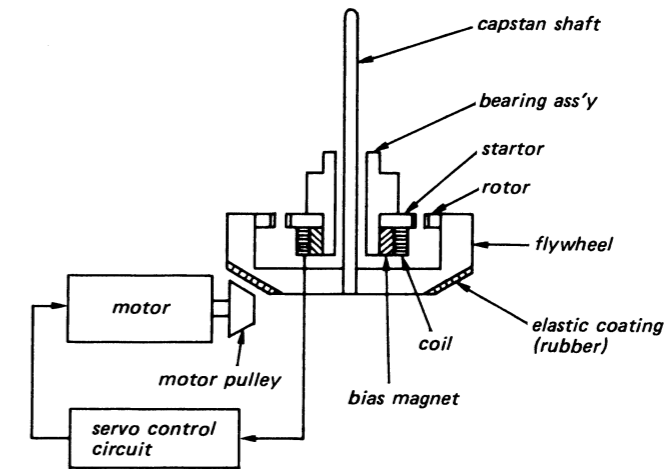 capstan shaft
bearing ass'y
startor
rotor
flywheel
elastic coating
(rubber)
coil
bias magnet
motor
motor pulley
servo control
circuit